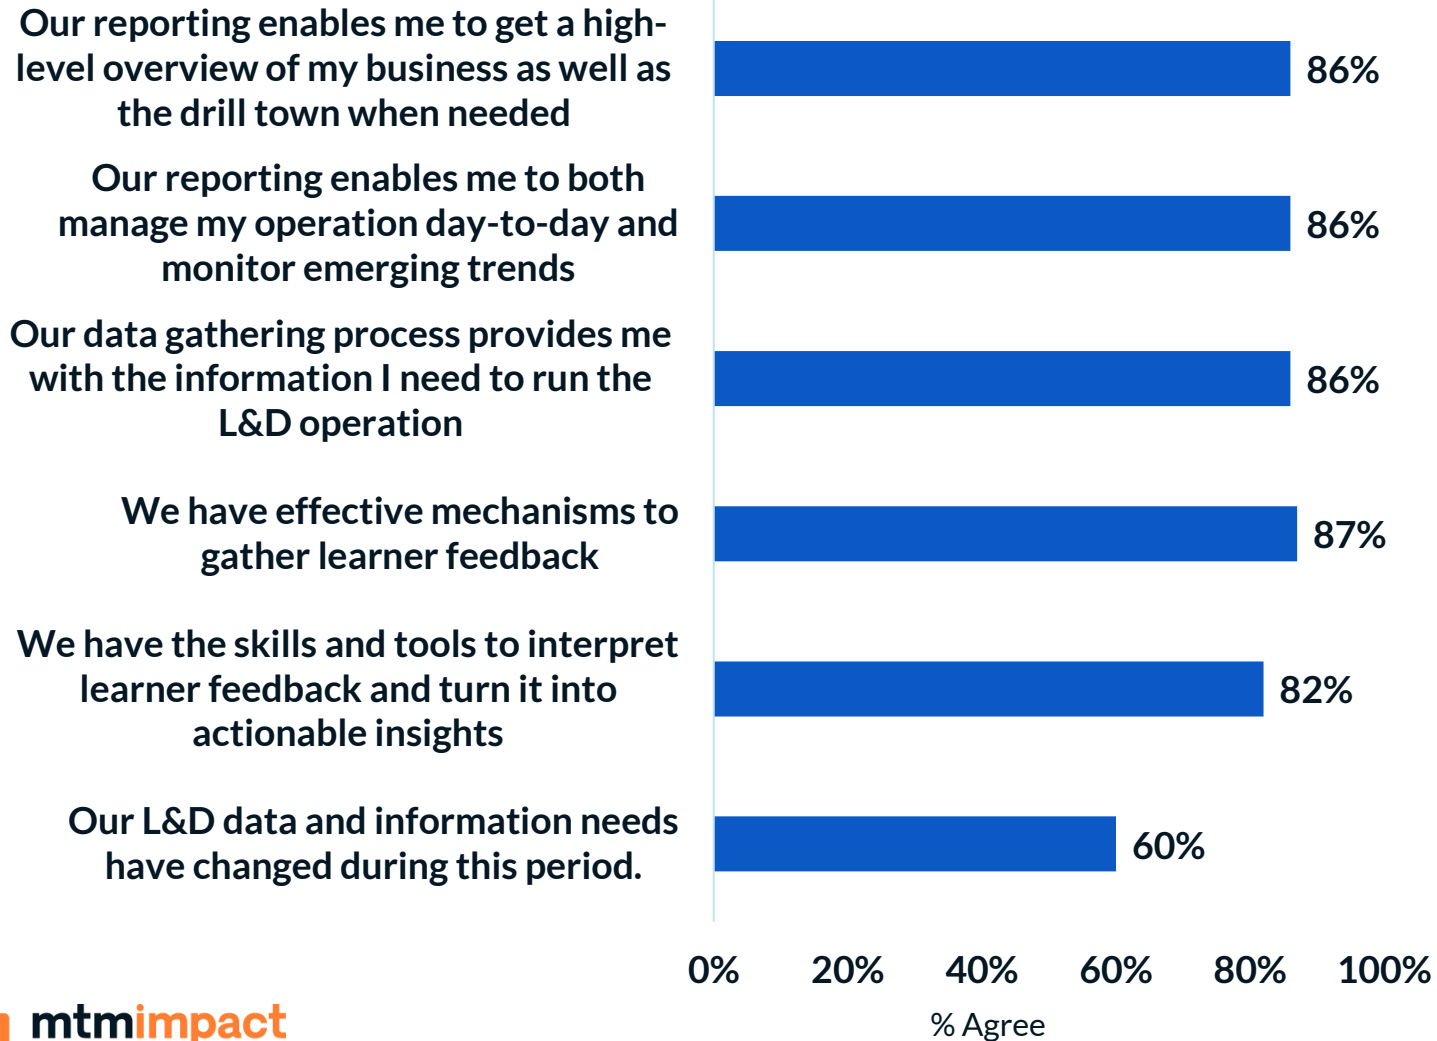 Our reporting enables me to get a high-
level overview of my business as well as
the drill town when needed
86%
Our reporting enables me to both
manage my operation day-to-day and
monitor emerging trends
86%
Our data gathering process provides me
with the information I need to run the
L&D operation
86%
We have effective mechanisms to
gather learner feedback
87%
We have the skills and tools to interpret
learner feedback and turn it into
actionable insights
82%
Our L&D data and information needs
have changed during this period.
60%
0% 20% 40% 60% 80% 100%
% Agree
mtmimpact